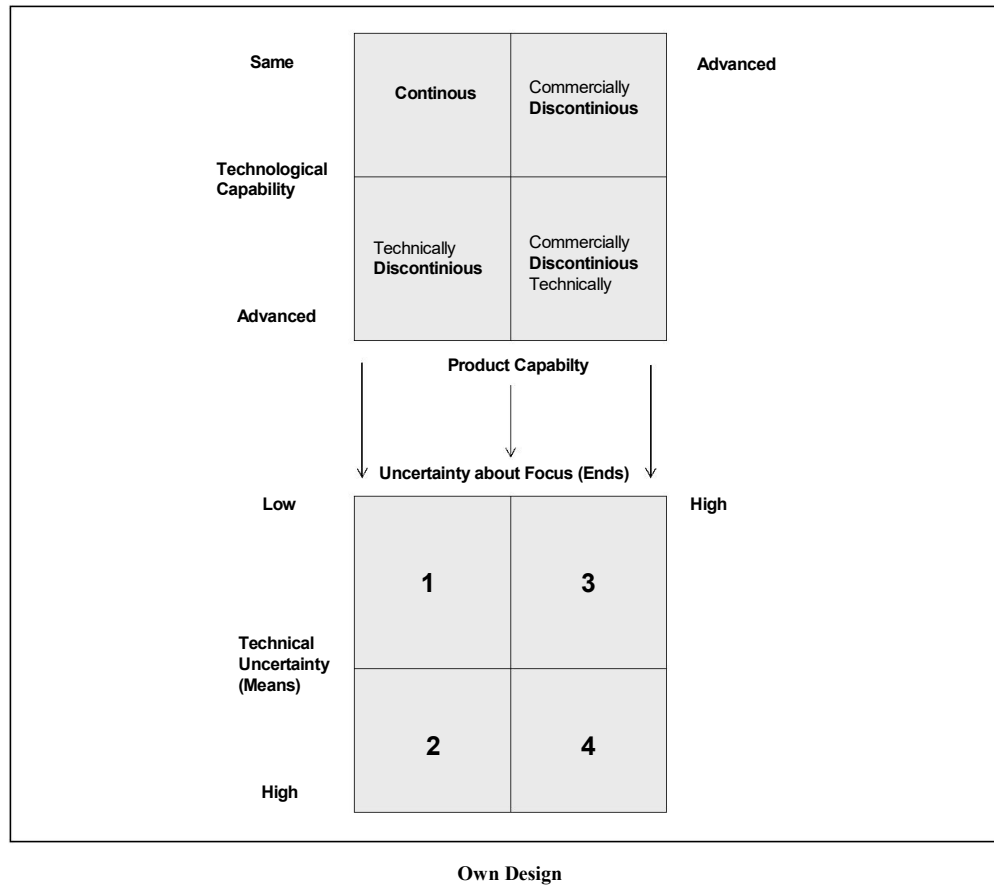 Same
Continous
Commercially
Discontinious
Advanced
Technological
Capability
Technically
Discontinious
Commercially
Discontinious
Technically
Advanced
Product Capabilty
Uncertainty about Focus (Ends)
Low
High
1
3
Technical
Uncertainty
(Means)
2
4
High
Own Design